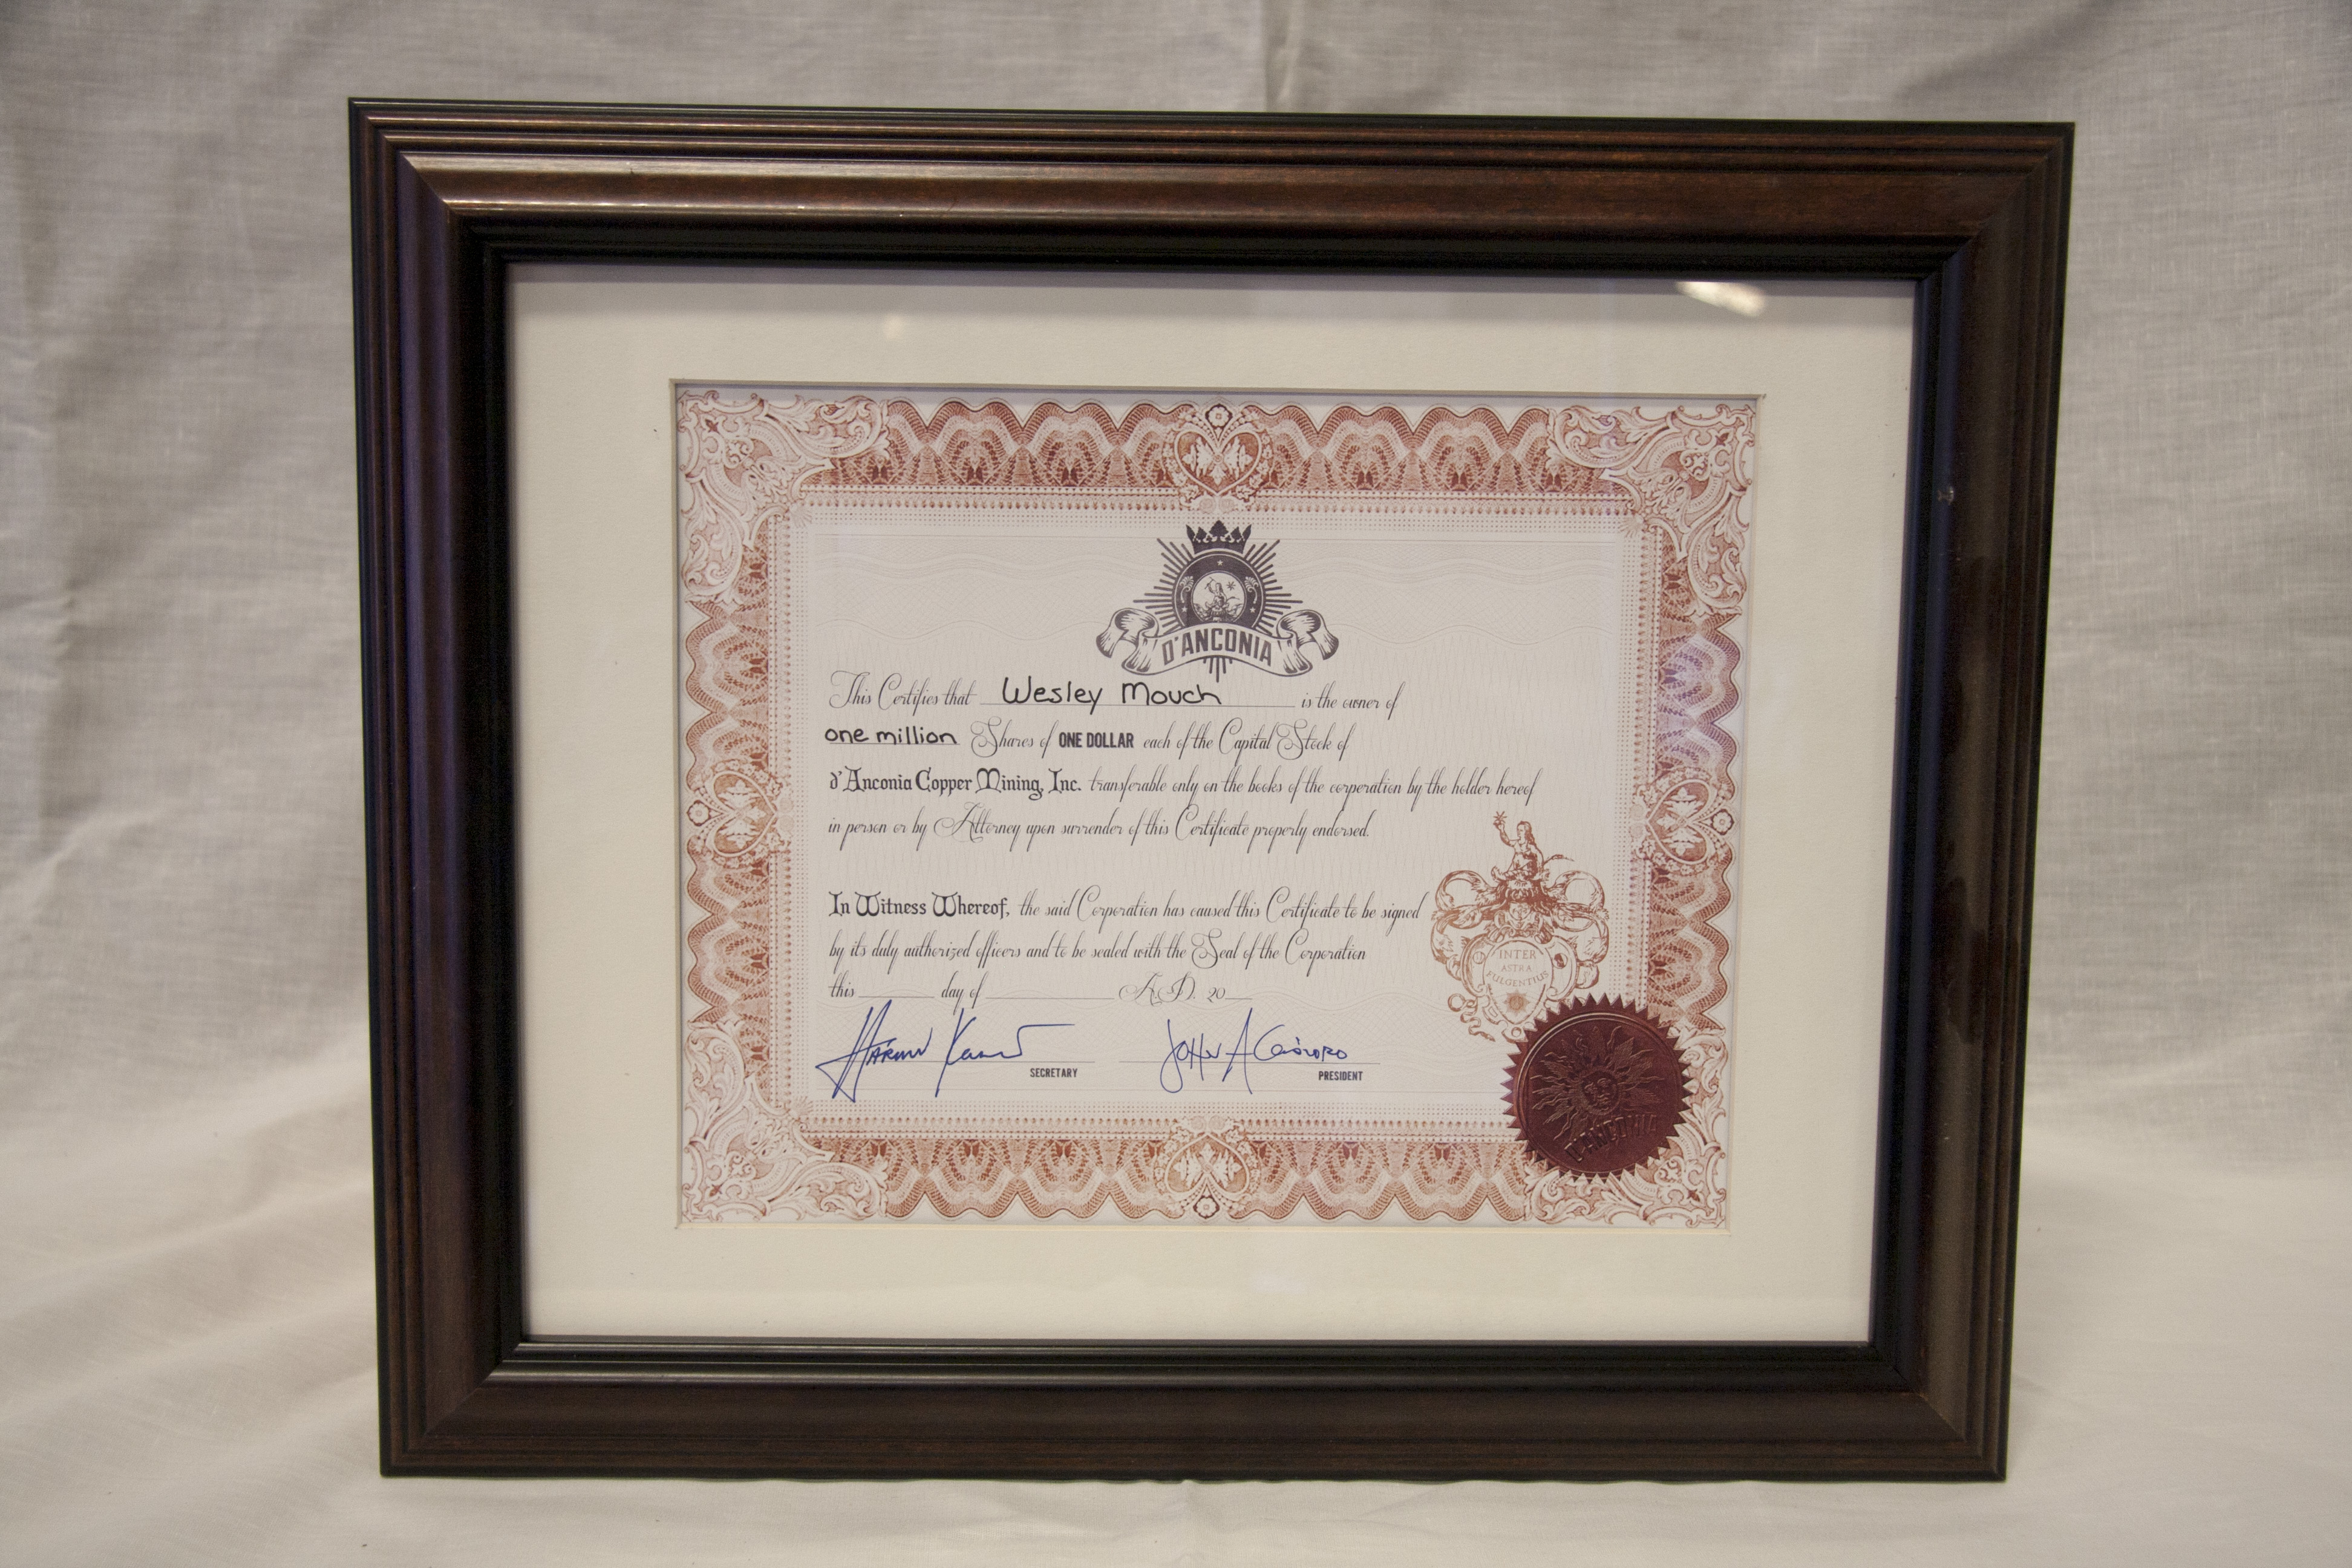 D'ANCONIA
This Certifies that Wesley Mouch is the owner of
one million Shares of ONE DOLLAR each of the Capital Stock of
d'Anconia Copper Mining, Inc. transferable only on the books of the corporation by the holder hereof
in person or by Attorney upon surrender of this Certificate properly endorsed.
In Witness Whereof, the said Corporation has caused this Certificate to be signed
by its duly authorized officers and to be sealed with the Seal of the Corporation
this ______ day of ____________ A.D. 20__
INTER
ASTRA
FULGENTIUS
John A
SECRETARY
PRESIDENT
D'ANCONIA